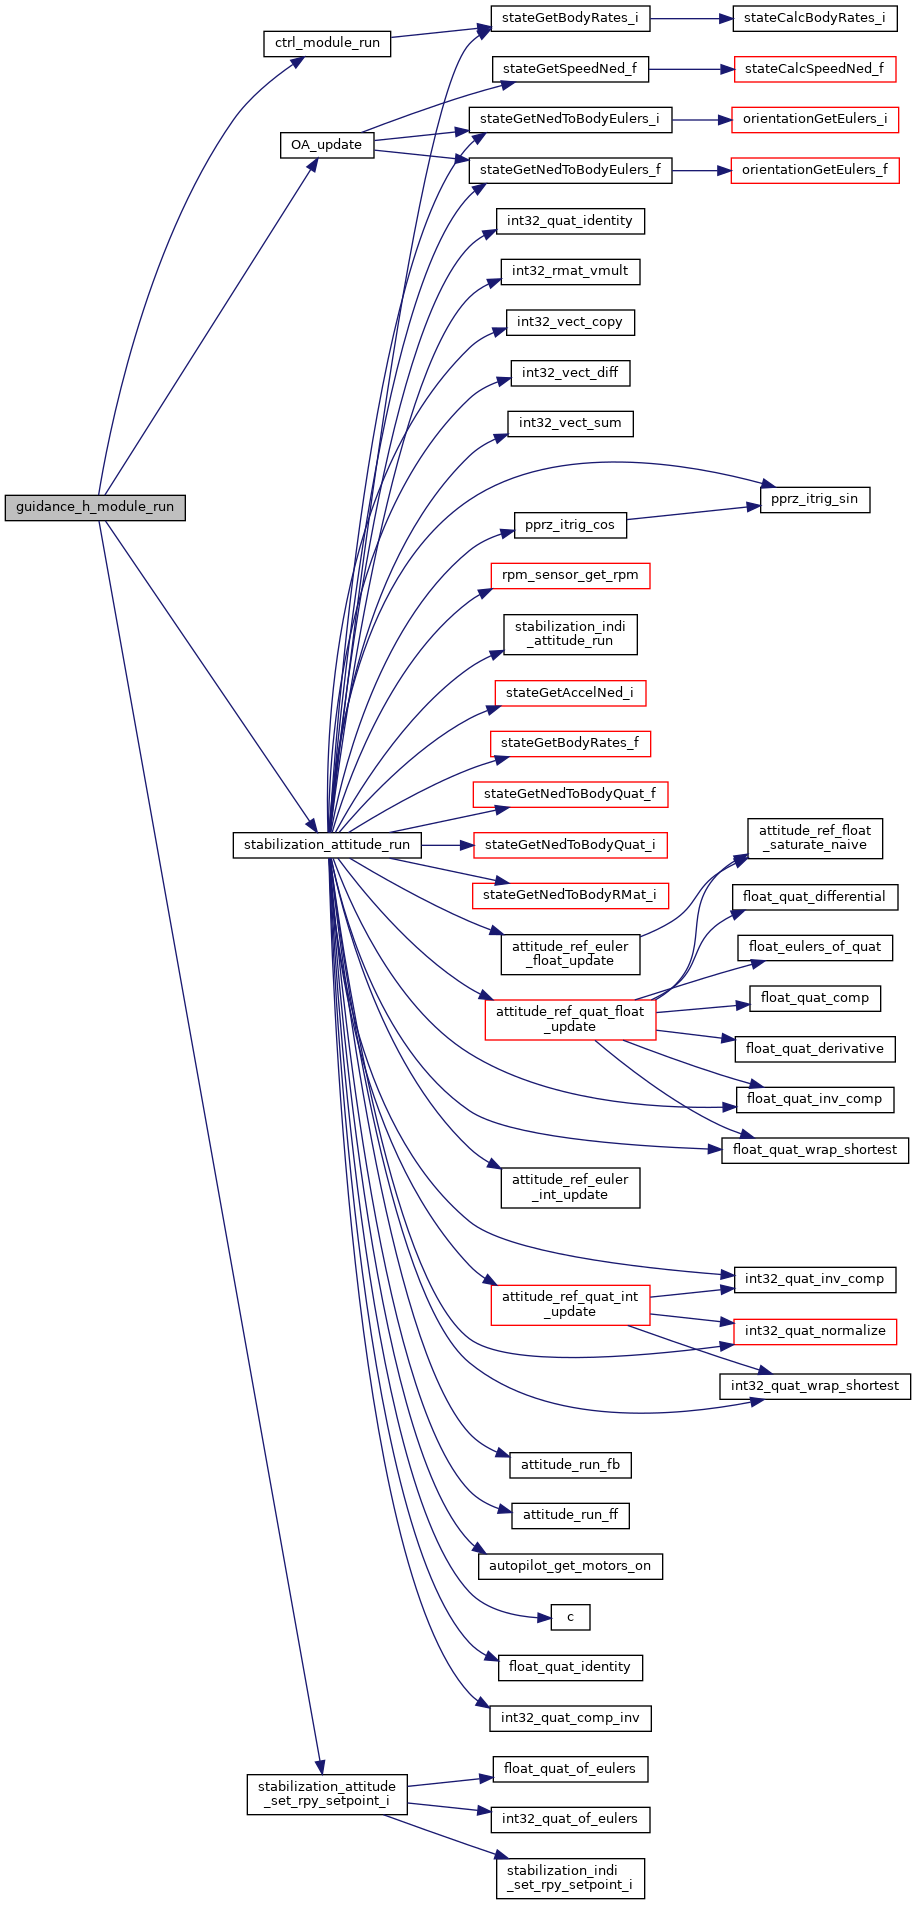 guidance_h_module_run
ctrl_module_run
OA_update
stabilization_attitude_run
stabilization_attitude
_set_rpy_setpoint_i
stateGetBodyRates_i
stateGetSpeedNed_f
stateGetNedToBodyEulers_i
stateGetNedToBodyEulers_f
int32_quat_identity
int32_rmat_vmult
int32_vect_copy
int32_vect_diff
int32_vect_sum
pprz_itrig_cos
rpm_sensor_get_rpm
stabilization_indi
_attitude_run
stateGetAccelNed_i
stateGetBodyRates_f
stateGetNedToBodyQuat_f
stateGetNedToBodyQuat_i
stateGetNedToBodyRMat_i
attitude_ref_euler
_float_update
attitude_ref_quat_float
_update
attitude_ref_euler
_int_update
attitude_ref_quat_int
_update
attitude_run_fb
attitude_run_ff
autopilot_get_motors_on
c
float_quat_identity
int32_quat_comp_inv
float_quat_of_eulers
int32_quat_of_eulers
stabilization_indi
_set_rpy_setpoint_i
stateCalcBodyRates_i
stateCalcSpeedNed_f
orientationGetEulers_i
orientationGetEulers_f
pprz_itrig_sin
attitude_ref_float
_saturate_naive
float_quat_differential
float_eulers_of_quat
float_quat_comp
float_quat_derivative
float_quat_inv_comp
float_quat_wrap_shortest
int32_quat_inv_comp
int32_quat_normalize
int32_quat_wrap_shortest